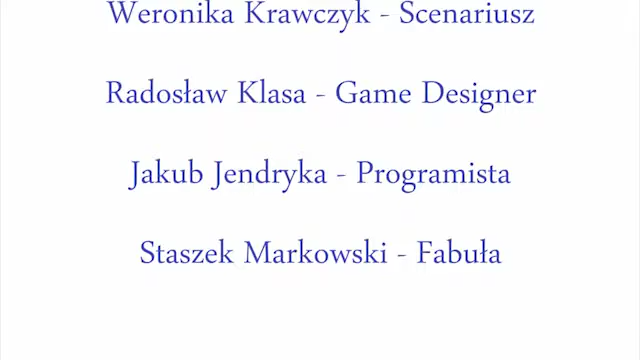 Weronika Krawczyk - Scenariusz
Radosław Klasa - Game Designer
Jakub Jendryka - Programista
Staszek Markowski - Fabuła